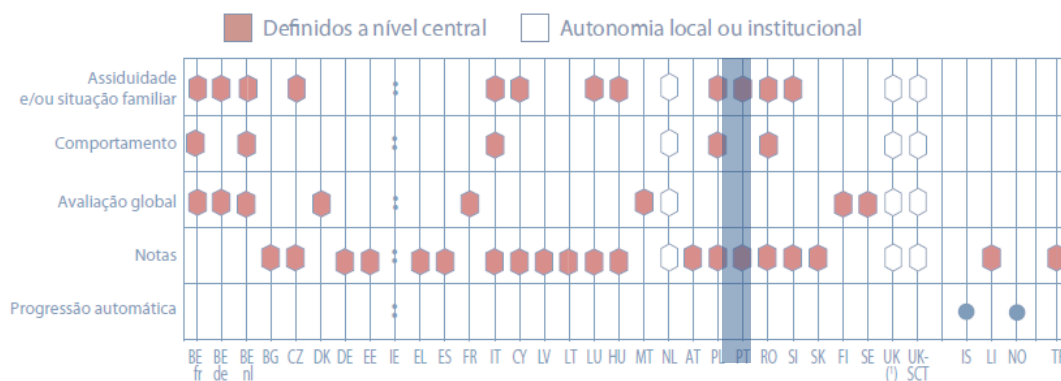 Definidos a nível central
Autonomia local ou institucional
Assiduidade
e/ou situação familiar
Comportamento
Avaliação global
Notas
Progressão automática
BE fr BE de BE nl BG CZ DK DE EE IE EL ES FR IT CY LV LT LU HU MT NL AT PL PT RO SI SK FI SE UK (¹) UK-SCT IS LI NO